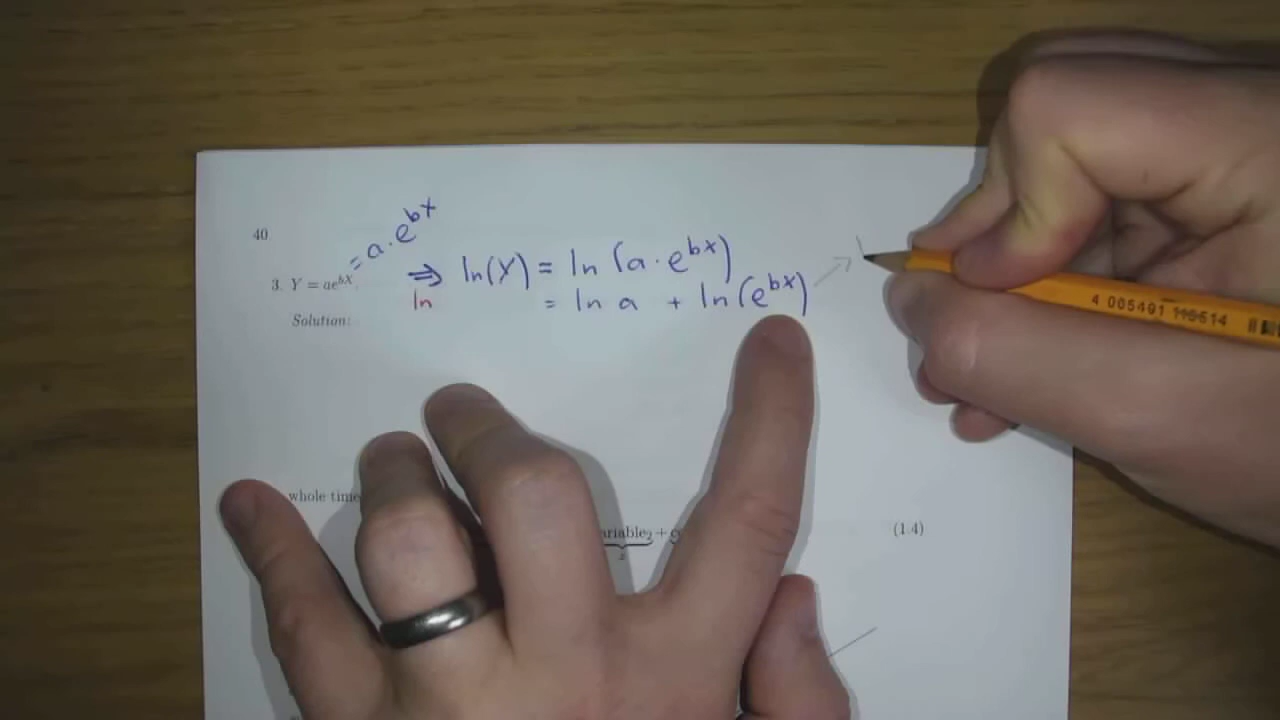 40
= a · e^{bx}
3. Y = ae^{bX}.
⇒ ln(Y) = ln (a · e^{bx})
ln
= ln a + ln (e^{bx})
Solution:
4 005401 115614
whole time
+
(1.4)